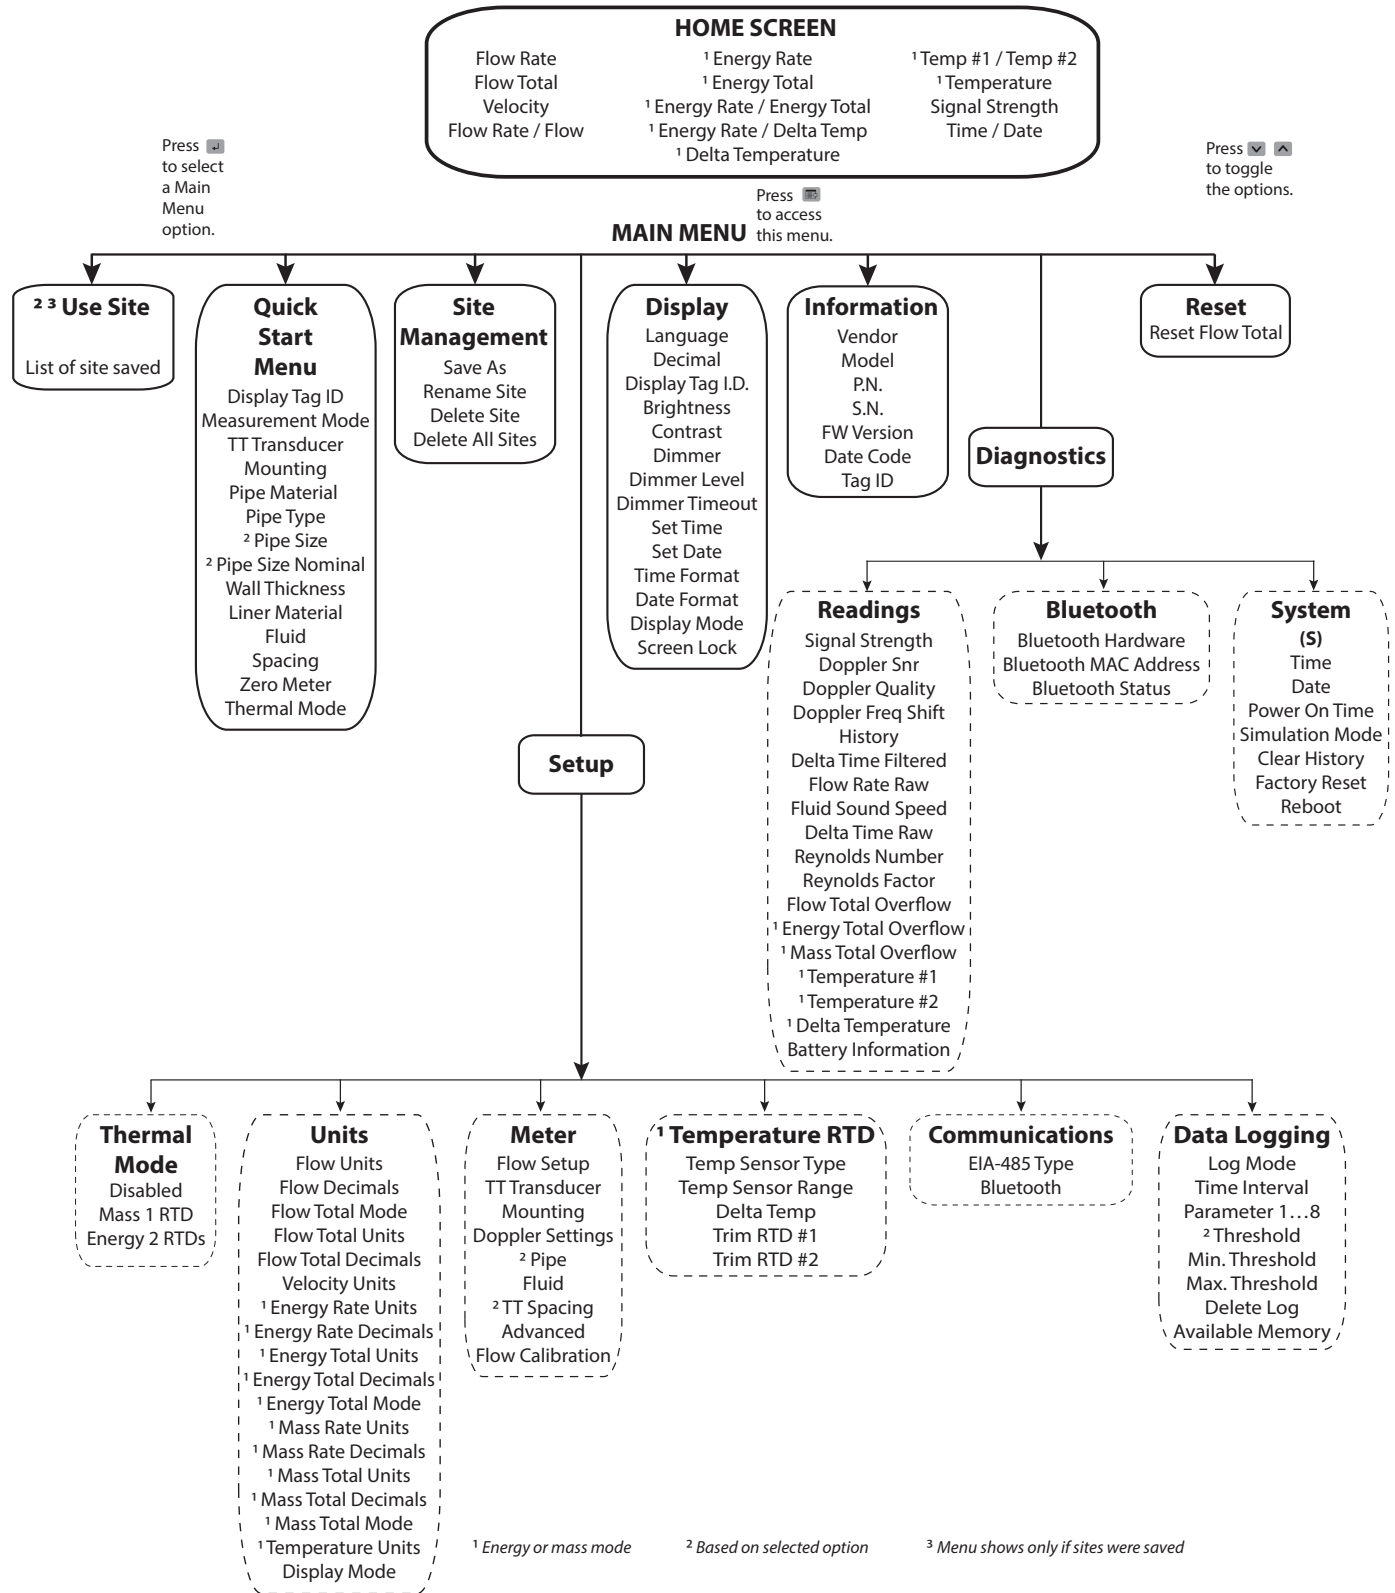 HOME SCREEN
Flow Rate
Flow Total
Velocity
Flow Rate / Flow
¹ Energy Rate
¹ Energy Total
¹ Energy Rate / Energy Total
¹ Energy Rate / Delta Temp
¹ Delta Temperature
¹ Temp #1 / Temp #2
¹ Temperature
Signal Strength
Time / Date
Press
to select
a Main
Menu
option.
Press
to access
this menu.
MAIN MENU
Press
to toggle
the options.
² ³ Use Site
List of site saved
Quick
Start
Menu
Display Tag ID
Measurement Mode
TT Transducer
Mounting
Pipe Material
Pipe Type
² Pipe Size
² Pipe Size Nominal
Wall Thickness
Liner Material
Fluid
Spacing
Zero Meter
Thermal Mode
Site
Management
Save As
Rename Site
Delete Site
Delete All Sites
Display
Language
Decimal
Display Tag I.D.
Brightness
Contrast
Dimmer
Dimmer Level
Dimmer Timeout
Set Time
Set Date
Time Format
Date Format
Display Mode
Screen Lock
Information
Vendor
Model
P.N.
S.N.
FW Version
Date Code
Tag ID
Reset
Reset Flow Total
Diagnostics
Readings
Signal Strength
Doppler Snr
Doppler Quality
Doppler Freq Shift
History
Delta Time Filtered
Flow Rate Raw
Fluid Sound Speed
Delta Time Raw
Reynolds Number
Reynolds Factor
Flow Total Overflow
¹ Energy Total Overflow
¹ Mass Total Overflow
¹ Temperature #1
¹ Temperature #2
¹ Delta Temperature
Battery Information
Bluetooth
Bluetooth Hardware
Bluetooth MAC Address
Bluetooth Status
System
(S)
Time
Date
Power On Time
Simulation Mode
Clear History
Factory Reset
Reboot
Setup
Thermal
Mode
Disabled
Mass 1 RTD
Energy 2 RTDs
Units
Flow Units
Flow Decimals
Flow Total Mode
Flow Total Units
Flow Total Decimals
Velocity Units
¹ Energy Rate Units
¹ Energy Rate Decimals
¹ Energy Total Units
¹ Energy Total Decimals
¹ Energy Total Mode
¹ Mass Rate Units
¹ Mass Rate Decimals
¹ Mass Total Units
¹ Mass Total Decimals
¹ Mass Total Mode
¹ Temperature Units
Display Mode
Meter
Flow Setup
TT Transducer
Mounting
Doppler Settings
² Pipe
Fluid
² TT Spacing
Advanced
Flow Calibration
¹ Temperature RTD
Temp Sensor Type
Temp Sensor Range
Delta Temp
Trim RTD #1
Trim RTD #2
Communications
EIA-485 Type
Bluetooth
Data Logging
Log Mode
Time Interval
Parameter 1…8
² Threshold
Min. Threshold
Max. Threshold
Delete Log
Available Memory
¹ Energy or mass mode
² Based on selected option
³ Menu shows only if sites were saved